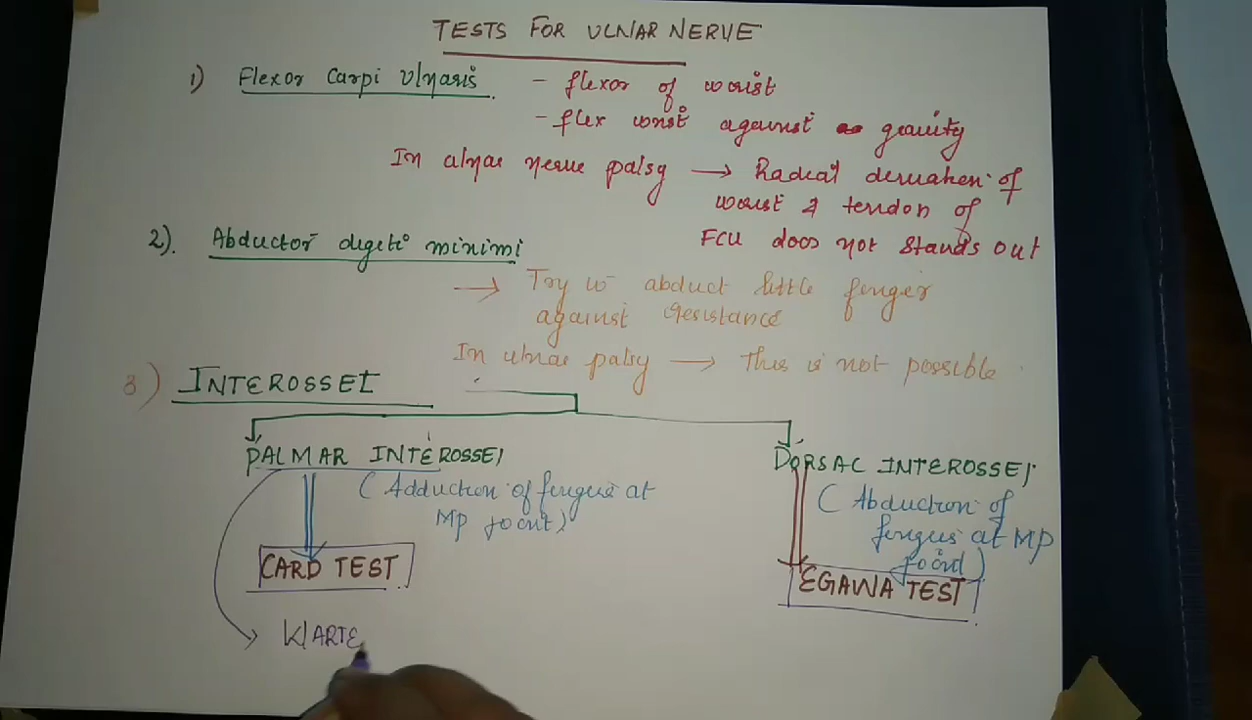 TESTS FOR ULNAR NERVE
1) Flexor Carpi Ulnaris - flexor of wrist
- flex wrist against gravity
In ulnar nerve palsy → Radial deviation of
wrist & tendon of
FCU does not stands out
2). Abductor digiti minimi
→ Try to abduct little finger
against resistance
In ulnar palsy → this is not possible
3) INTEROSSEI
PALMAR INTEROSSEI
DORSAL INTEROSSEI
(Adduction of fingus at
MP joint)
(Abduction of
fingus at MP
joint)
CARD TEST
EGAWA TEST
K/ARTE